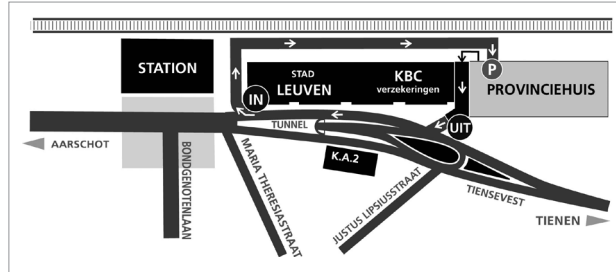 STATION
STAD
LEUVEN
KBC
verzekeringen
P
PROVINCIEHUIS
IN
UIT
TUNNEL
K.A.2
AARSCHOT
BONDGENOTENLAAN
MARIA THERESIASTRAAT
JUSTUS LIPSIUSSTRAAT
TIENSEVEST
TIENEN